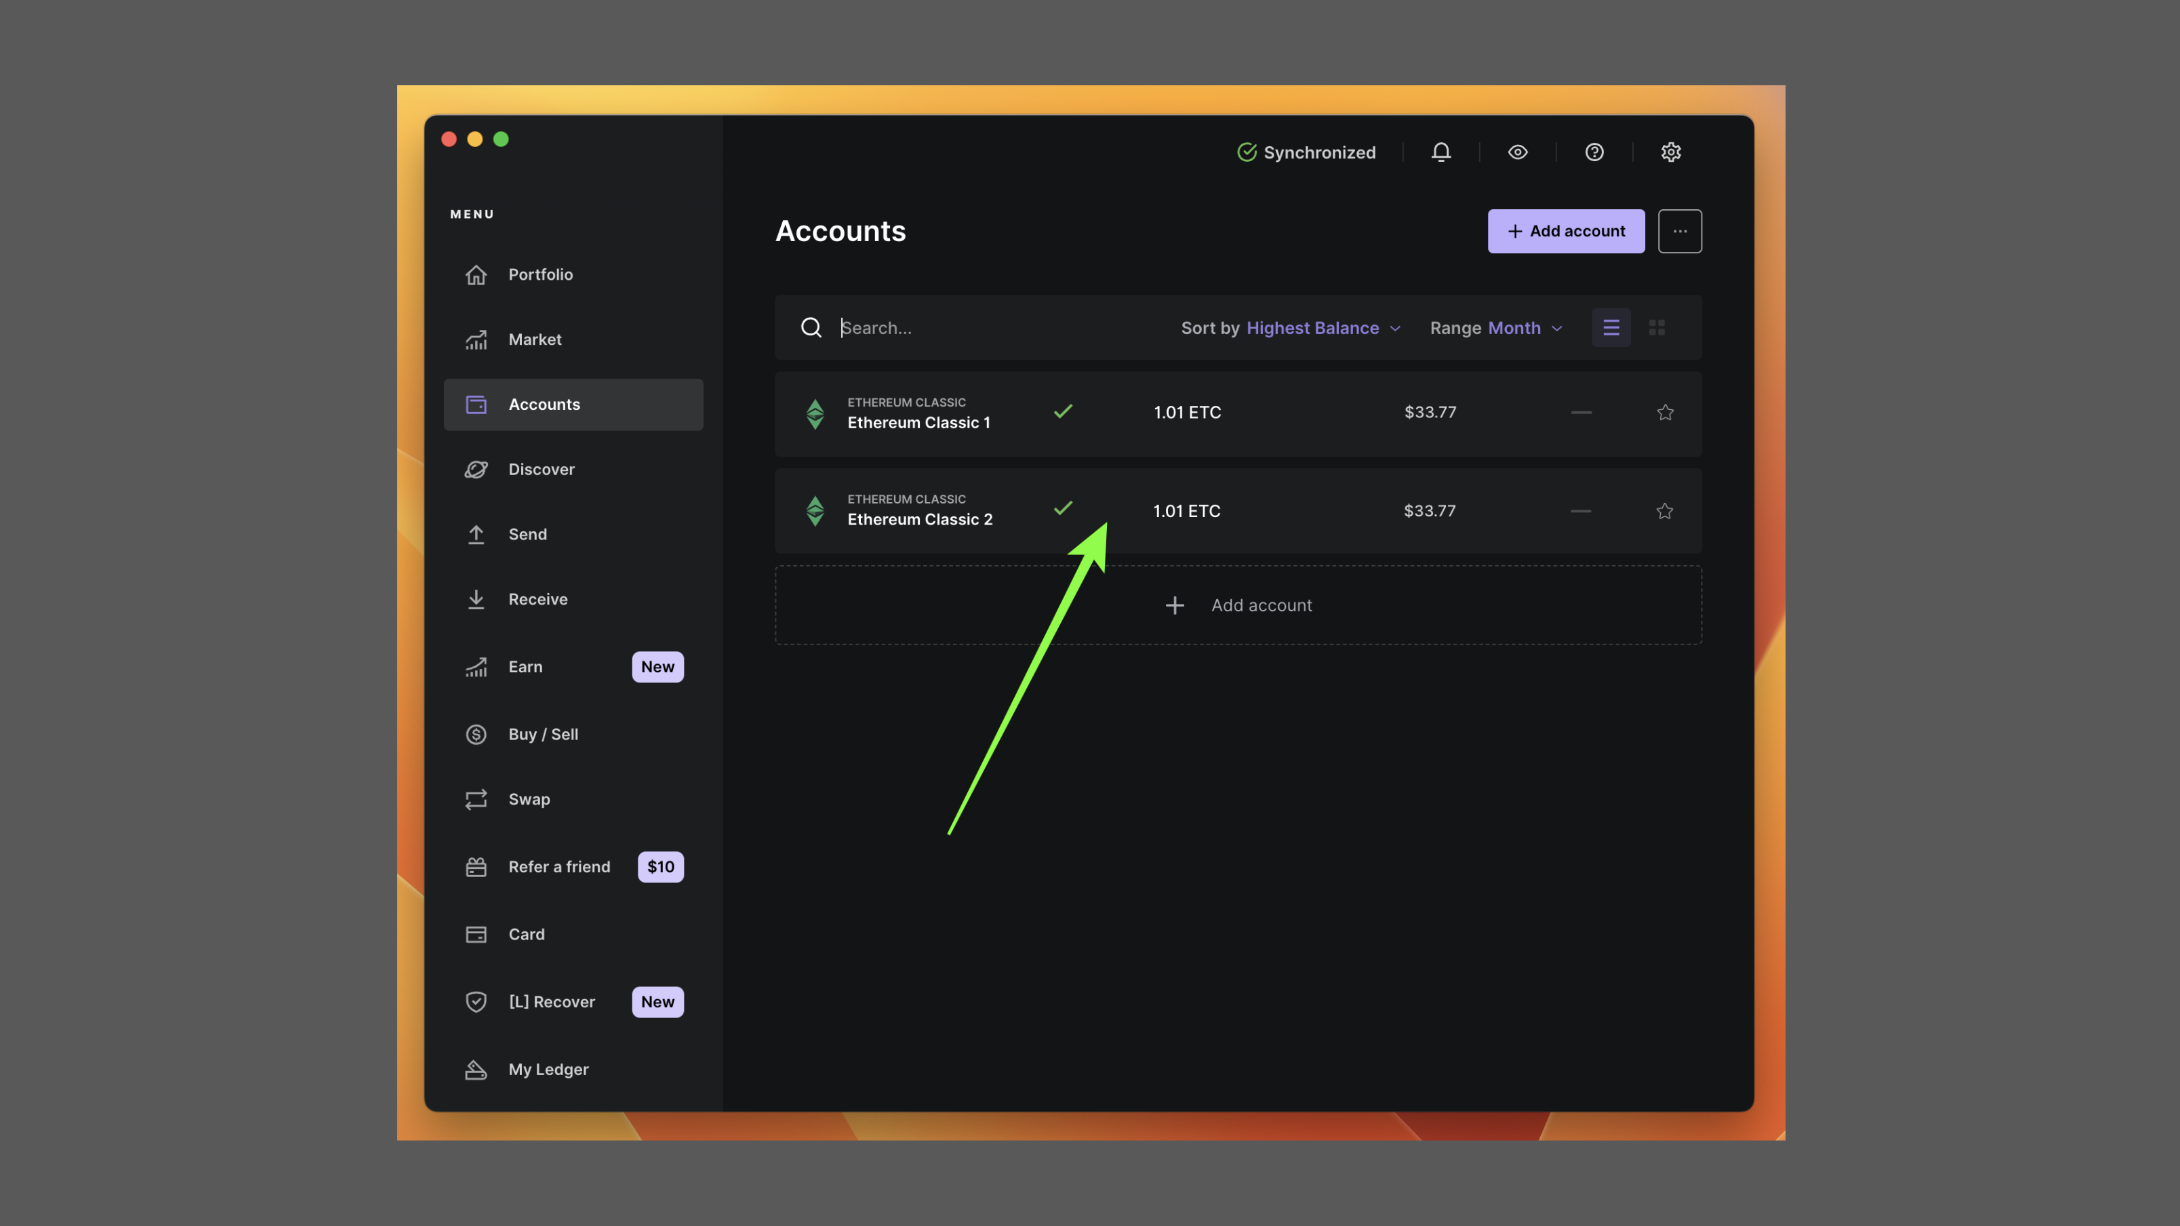 Synchronized
MENU
Portfolio
Market
Accounts
Discover
Send
Receive
Earn New
Buy / Sell
Swap
Refer a friend $10
Card
[L] Recover New
My Ledger
Accounts
+ Add account ...
Search... Sort by Highest Balance Range Month
ETHEREUM CLASSIC
Ethereum Classic 1 1.01 ETC $33.77 —
ETHEREUM CLASSIC
Ethereum Classic 2 1.01 ETC $33.77 —
+ Add account